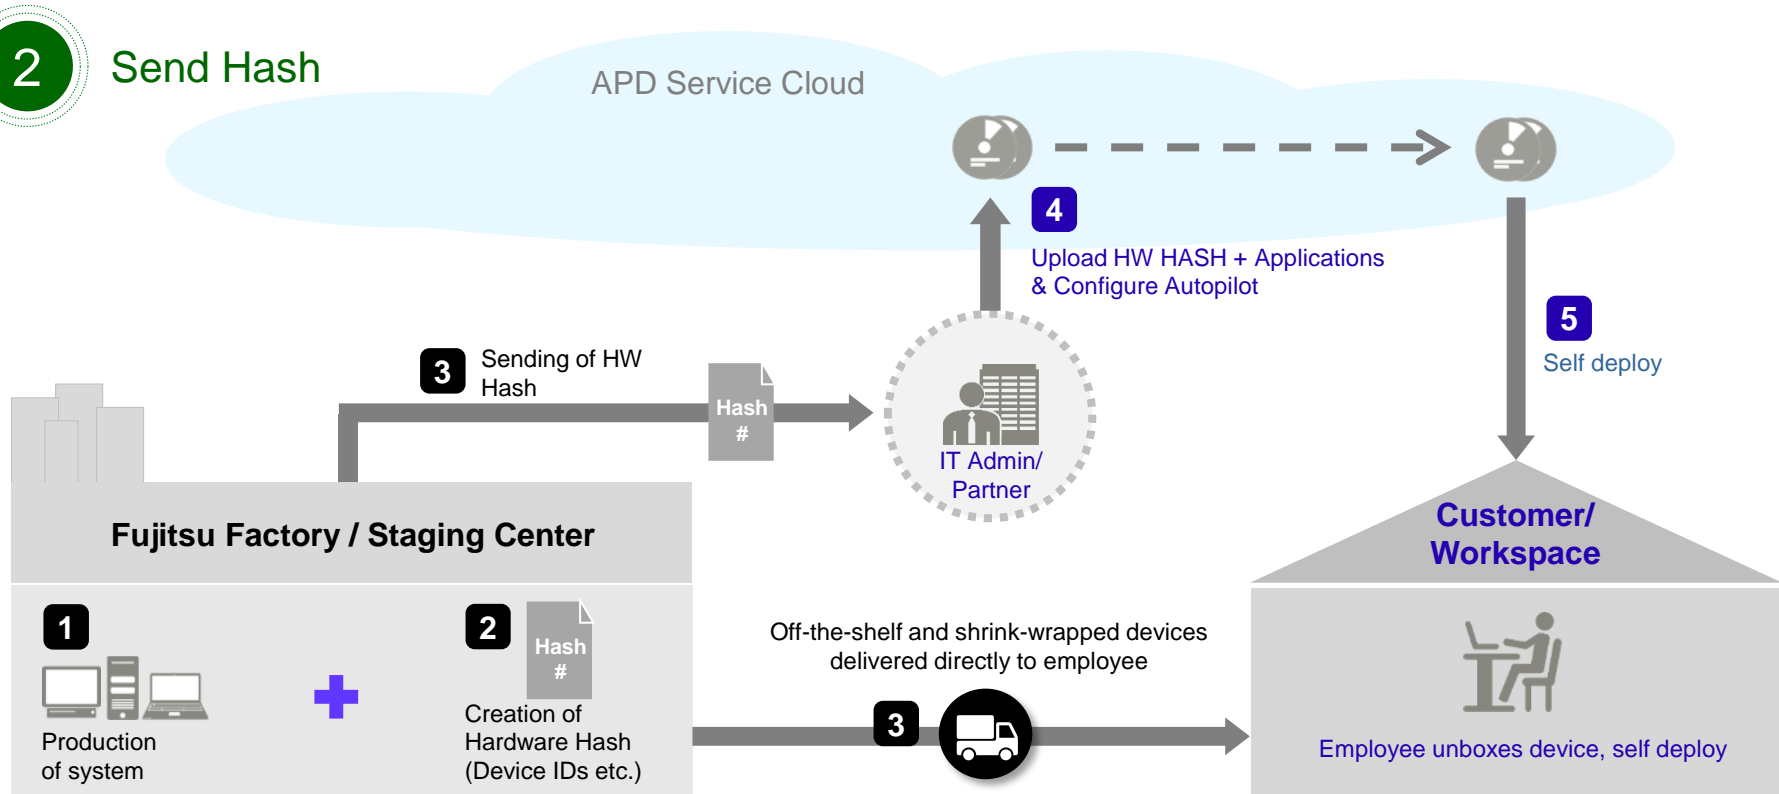 2
Send Hash
APD Service Cloud
4
Upload HW HASH + Applications
& Configure Autopilot
5
Self deploy
3
Sending of HW
Hash
Hash
#
IT Admin/
Partner
Fujitsu Factory / Staging Center
Customer/
Workspace
1
Production
of system
2
Hash
#
Creation of
Hardware Hash
(Device IDs etc.)
Off-the-shelf and shrink-wrapped devices
delivered directly to employee
3
Employee unboxes device, self deploy